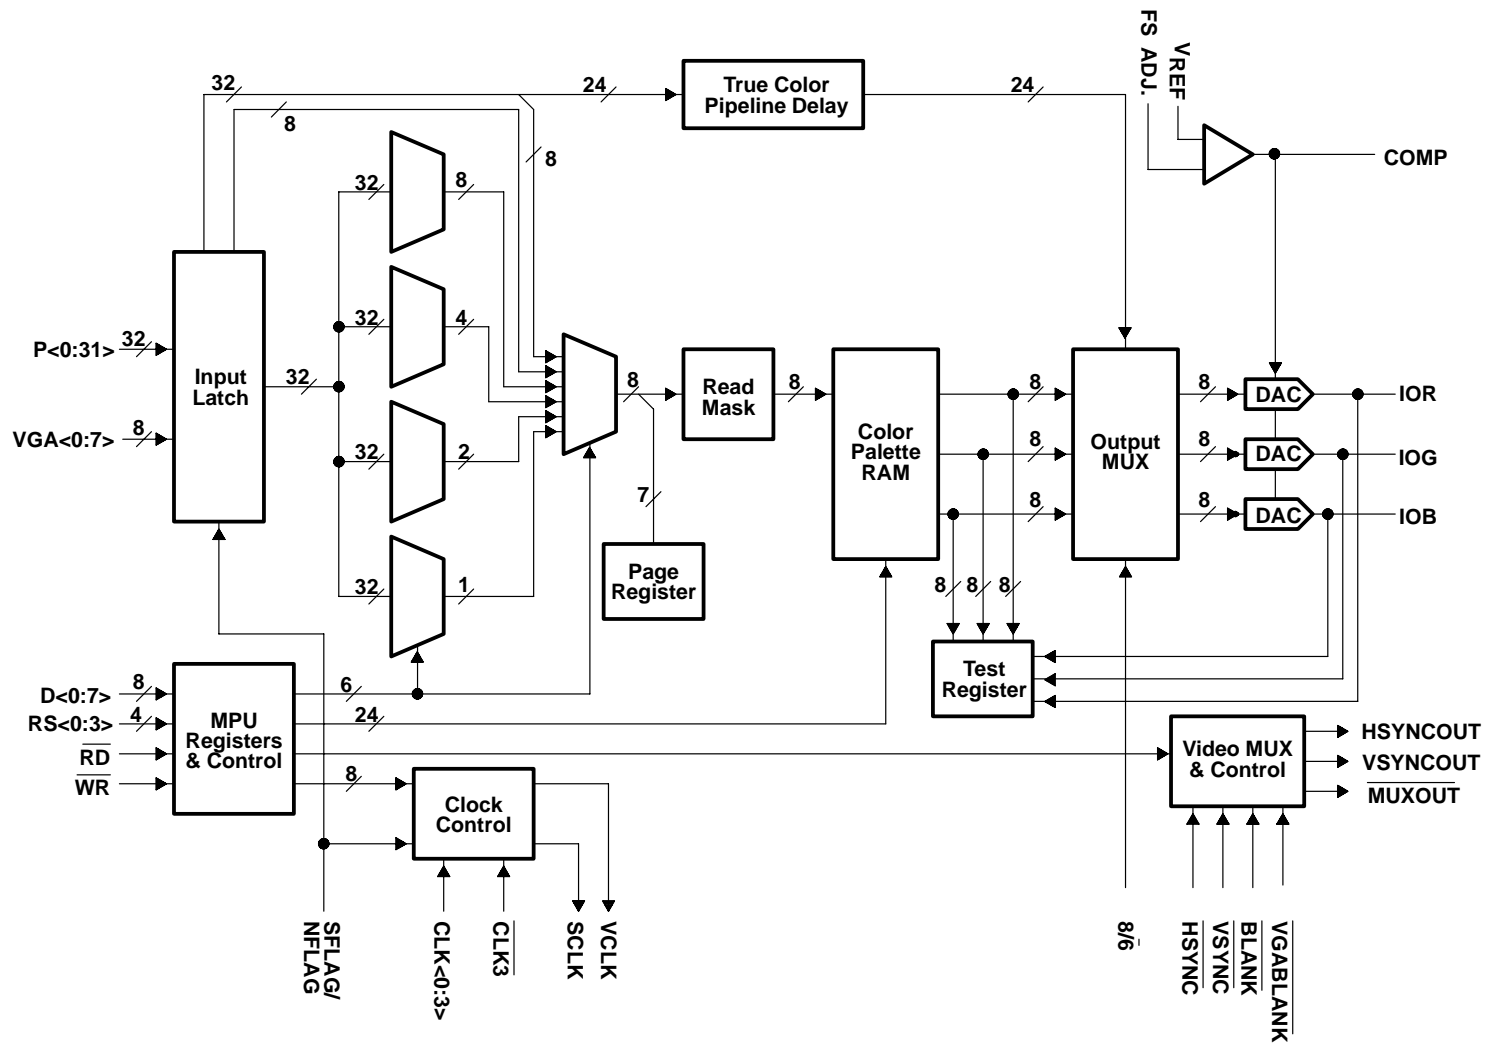 32
24
True Color
Pipeline Delay
24
FS ADJ.
VREF
8
8
COMP
32
8
32
4
P<0:31>
32
Input
Latch
32
8
Read
Mask
8
8
8
DAC
IOR
VGA<0:7>
8
Color
Palette
RAM
8
Output
MUX
8
DAC
IOG
32
2
7
8
8
DAC
IOB
32
1
Page
Register
8
8
8
Test
Register
D<0:7>
8
6
RS<0:3>
4
MPU
Registers
& Control
24
RD
WR
8
Clock
Control
Video MUX
& Control
HSYNCOUT
VSYNCOUT
MUXOUT
SFLAG/
NFLAG
CLK<0:3>
CLK3
SCLK
VCLK
8/6
HSYNC
VSYNC
BLANK
VGABLANK